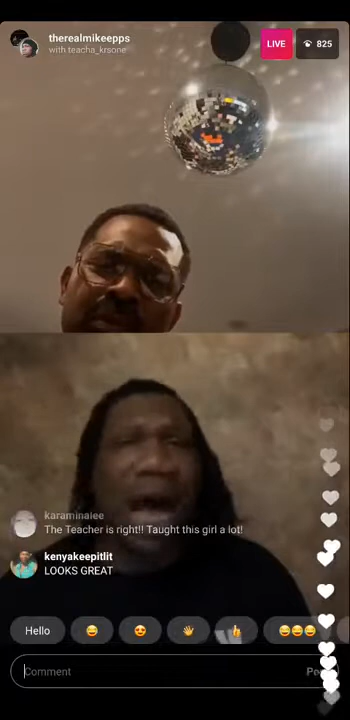 therealmikeepps
with teacha_krsone
LIVE
825
karaminalee
The Teacher is right!! Taught this girl a lot!
kenyakeepitlit
LOOKS GREAT
Hello
Comment